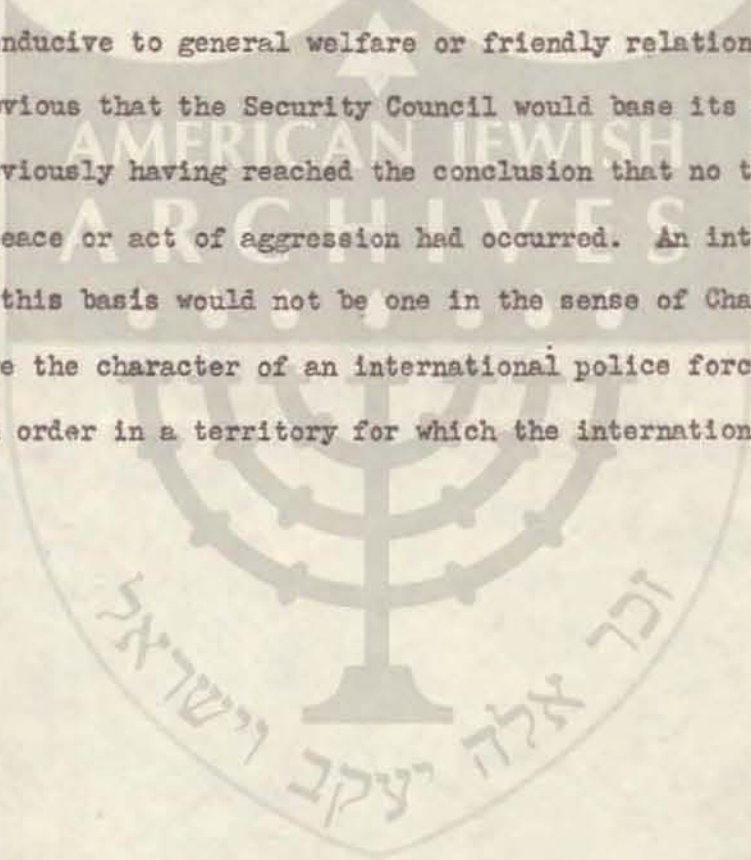 nducive to general welfare or friendly relation
vious that the Security Council would base its
AMERICAN JEWISH
viously having reached the conclusion that no t
ARCHIVES
eace or act of aggression had occurred. An int
this basis would not be one in the sense of Cha
e the character of an international police forc
order in a territory for which the internation
זכר אלה יעקב וישראל